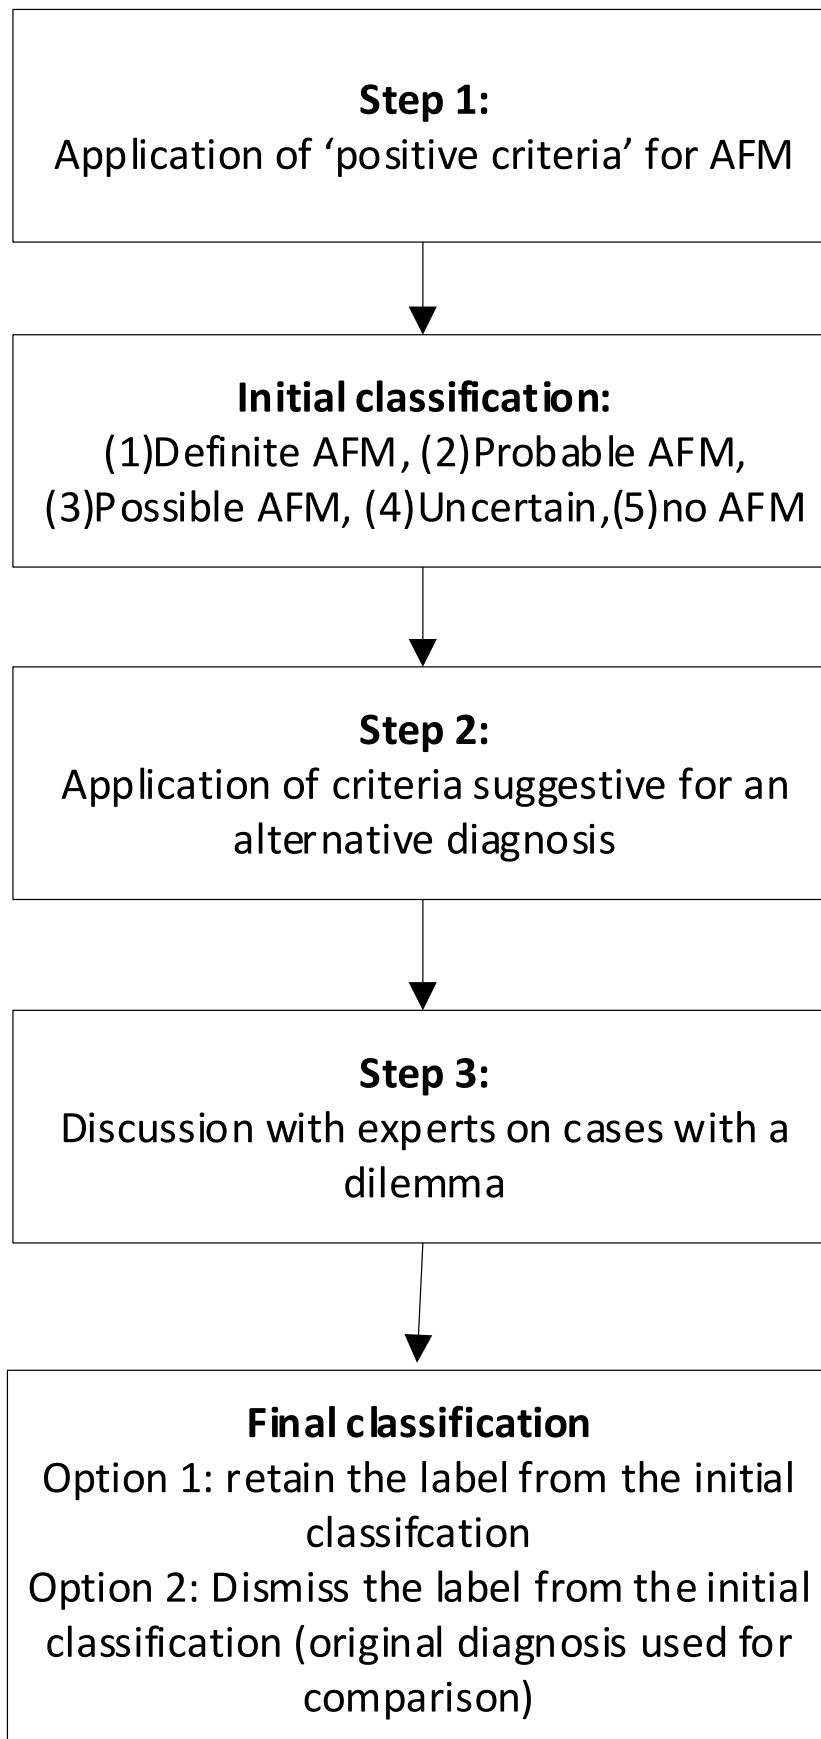 Step 1:
Application of ‘positive criteria’ for AFM
Initial classification:
(1)Definite AFM, (2)Probable AFM,
(3)Possible AFM, (4)Uncertain,(5)no AFM
Step 2:
Application of criteria suggestive for an
alternative diagnosis
Step 3:
Discussion with experts on cases with a
dilemma
Final classification
Option 1: retain the label from the initial
classifcation
Option 2: Dismiss the label from the initial
classification (original diagnosis used for
comparison)